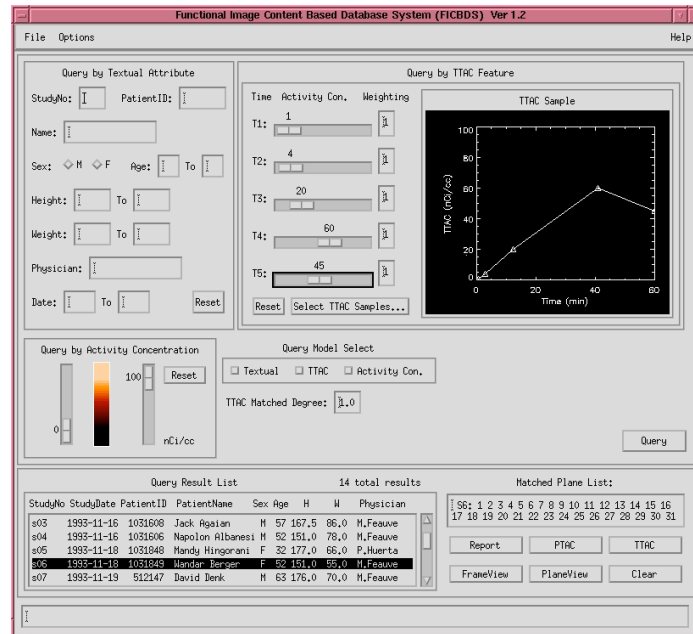 Functional Image Content Based Database System (FICBDS) Ver 1.2
File Options Help
Query by Textual Attribute
StudyNo: PatientID:
Name:
Sex: M F Age: To
Height: To
Weight: To
Physician:
Date: To Reset
Query by TTAC Feature
Time Activity Con. Weighting
1
T1: 1
4
T2: 1
20
T3: 1
60
T4: 1
45
T5: 1
Reset Select TTAC Samples...
TTAC Sample
100
80
60
40
20
0
TTAC (nCi/cc)
0 20 40 60
Time (min)
Query by Activity Concentration
100 Reset
0
nCi/cc
Query Model Select
Textual TTAC Activity Con.
TTAC Matched Degree: 1.0
Query
Query Result List 14 total results
StudyNo StudyDate PatientID PatientName Sex Age H W Physician
s03 1993-11-16 1031608 Jack Agaian M 57 167.5 86.0 M.Feauve
s04 1993-11-16 1031606 Napolon Albanesi M 52 151.0 78.0 M.Feauve
s05 1993-11-18 1031848 Mandy Hingorani F 32 177.0 66.0 P.Huerta
s06 1993-11-18 1031849 Wandar Berger F 52 151.0 55.0 M.Feauve
s07 1993-11-19 512147 David Denk M 63 176.0 70.0 M.Feauve
Matched Plane List:
S6: 1 2 3 4 5 6 7 8 9 10 11 12 13 14 15 16
17 18 19 20 21 22 23 24 25 26 27 28 29 30 31
Report PTAC TTAC
FrameView PlaneView Clear